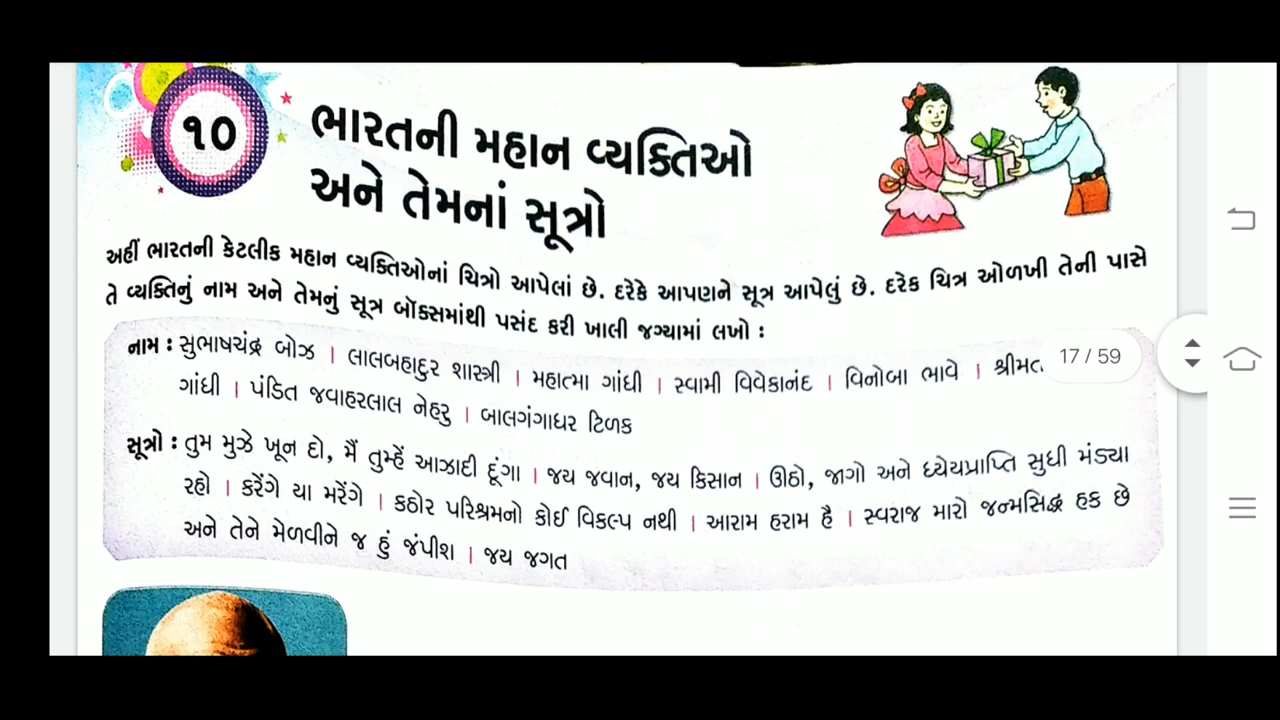 ૧૦
ભારતની મહાન વ્યક્તિઓ
અને તેમનાં સૂત્રો
અહીં ભારતની કેટલીક મહાન વ્યક્તિઓનાં ચિત્રો આપેલાં છે. દરેકે આપણને સૂત્ર આપેલું છે. દરેક ચિત્ર ઓળખી તેની પાસે
તે વ્યક્તિનું નામ અને તેમનું સૂત્ર બૉક્સમાંથી પસંદ કરી ખાલી જગ્યામાં લખો :
નામ : સુભાષચંદ્ર બોઝ | લાલબહાદુર શાસ્ત્રી | મહાત્મા ગાંધી | સ્વામી વિવેકાનંદ | વિનોબા ભાવે |
ગાંધી | પંડિત જવાહરલાલ નેહરુ | બાલગંગાધર ટિળક
સૂત્રો : તુમ મુઝે ખૂન દો, મૈં તુમ્હેં આઝાદી દૂંગા | જય જવાન, જય કિસાન | ઊઠો, જાગો અને ધ્યેયપ્રાપ્તિ સુધી મંડ્યા
રહો | કરેંગે યા મરેંગે | કઠોર પરિશ્રમનો કોઈ વિકલ્પ નથી | આરામ હરામ હૈ | સ્વરાજ મારો જન્મસિદ્ધ હક છે
અને તેને મેળવીને જ હું જંપીશ | જય જગત
17 / 59